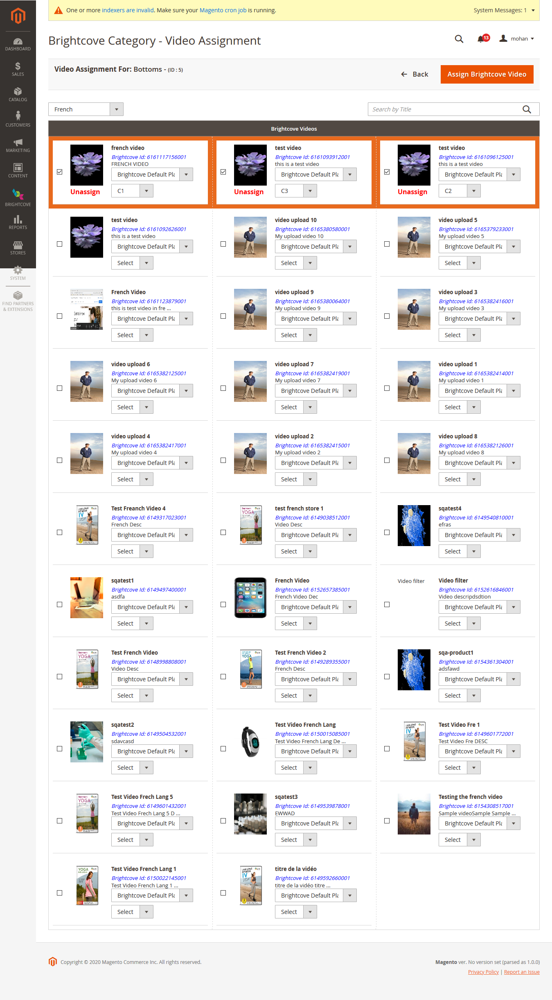 One or more indexers are invalid. Make sure your Magento cron job is running.
System Messages: 1
Brightcove Category - Video Assignment
13
mohan
DASHBOARD
SALES
CATALOG
CUSTOMERS
MARKETING
CONTENT
BRIGHTCOVE
REPORTS
STORES
SYSTEM
FIND PARTNERS
& EXTENSIONS
Video Assignment For: Bottoms - (ID : 5)
Back
Assign Brightcove Video
French
Search by Title
Brightcove Videos
french video
Brightcove Id: 6161117156001
FRENCH VIDEO
Brightcove Default Pla
Unassign
C1
test video
Brightcove Id: 6161093912001
this is a test video
Brightcove Default Pla
Unassign
C3
test video
Brightcove Id: 6161096125001
this is a test video
Brightcove Default Pla
Unassign
C2
test video
Brightcove Id: 6161092626001
this is a test video
Brightcove Default Pla
Select
video upload 10
Brightcove Id: 6165380580001
My upload video 10
Brightcove Default Pla
Select
video upload 5
Brightcove Id: 6165379233001
My upload video 5
Brightcove Default Pla
Select
French Video
Brightcove Id: 6161123879001
this is test video in fre ...
Brightcove Default Pla
Select
video upload 9
Brightcove Id: 6165380064001
My upload video 9
Brightcove Default Pla
Select
video upload 3
Brightcove Id: 6165382416001
My upload video 3
Brightcove Default Pla
Select
video upload 6
Brightcove Id: 6165382125001
My upload video 6
Brightcove Default Pla
Select
video upload 7
Brightcove Id: 6165382419001
My upload video 7
Brightcove Default Pla
Select
video upload 1
Brightcove Id: 6165382414001
My upload video 1
Brightcove Default Pla
Select
video upload 4
Brightcove Id: 6165382417001
My upload video 4
Brightcove Default Pla
Select
video upload 2
Brightcove Id: 6165382415001
My upload video 2
Brightcove Default Pla
Select
video upload 8
Brightcove Id: 6165382126001
My upload video 8
Brightcove Default Pla
Select
LIFELONG
FITNESS
IV
Test Freanch Video 4
Brightcove Id: 6149317023001
French Desc
Brightcove Default Pla
Select
Beginner's
YOGA
test french store 1
Brightcove Id: 6149038512001
Video Desc
Brightcove Default Pla
Select
sqatest4
Brightcove Id: 6149540810001
efras
Brightcove Default Pla
Select
sqatest1
Brightcove Id: 6149497400001
asdfa
Brightcove Default Pla
Select
French Video
Brightcove Id: 6152657385001
French Video Dec
Brightcove Default Pla
Select
Video filter
Video filter
Brightcove Id: 6152616846001
Video descripdsdtion
Brightcove Default Pla
Select
Beginner's
YOGA
Test French Video
Brightcove Id: 6148998808001
Video Desc
Brightcove Default Pla
Select
YOGA
Test French Video 2
Brightcove Id: 6149289355001
French Desc
Brightcove Default Pla
Select
sqa-product1
Brightcove Id: 6154361304001
adsfawd
Brightcove Default Pla
Select
sqatest2
Brightcove Id: 6149504532001
sdavcasd
Brightcove Default Pla
Select
Test Video French Lang
Brightcove Id: 6150015085001
Test Video French Lang De ...
Brightcove Default Pla
Select
LIFELONG
FITNESS
IV
Test Video Fre 1
Brightcove Id: 6149601772001
Test Video Fre DESC
Brightcove Default Pla
Select
Beginner's
YOGA
Test Video Frech Lang 5
Brightcove Id: 6149601432001
Test Video Frech Lang 5 D ...
Brightcove Default Pla
Select
sqatest3
Brightcove Id: 6149539878001
EWWAD
Brightcove Default Pla
Select
Testing the french video
Brightcove Id: 6154308517001
Sample videoSample Sample ...
Brightcove Default Pla
Select
YOGA
Adventure
Test Video French Lang 1
Brightcove Id: 6150022145001
Test Video French Lang 1 ...
Brightcove Default Pla
Select
LIFELONG
FITNESS
IV
titre de la vidéo
Brightcove Id: 6149592660001
titre de la vidéo titre ...
Brightcove Default Pla
Select
Copyright © 2020 Magento Commerce Inc. All rights reserved.
Magento ver. No version set (parsed as 1.0.0)
Privacy Policy | Report an Issue